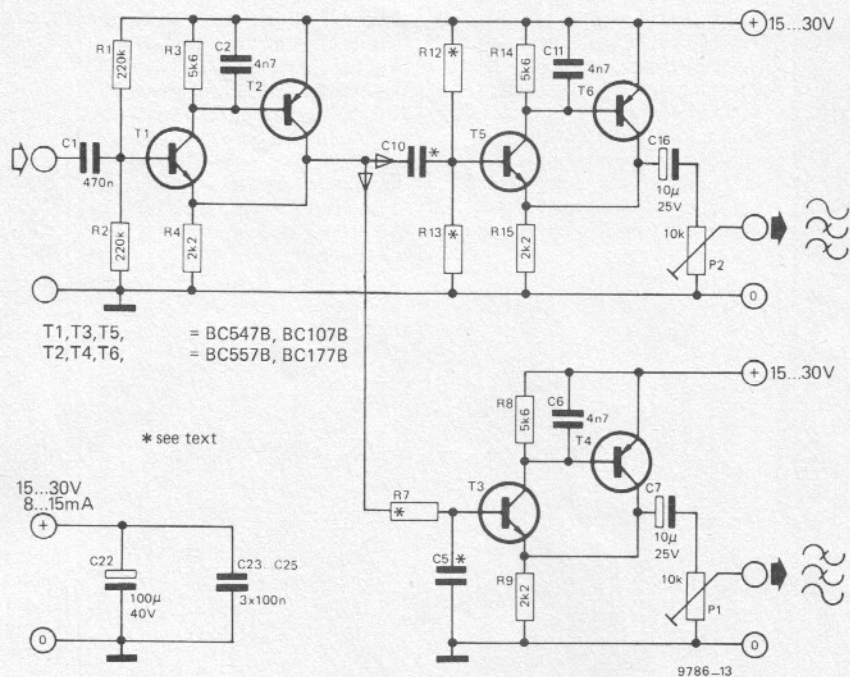 R1
220k
R3
5k6
C2
4n7
T2
R12
*
R14
5k6
C11
4n7
T6
+
15...30V
C1
470n
T1
C10
*
T5
C16
10µ
25V
R2
220k
R4
2k2
R13
*
R15
2k2
10k
P2
0
T1,T3,T5, = BC547B, BC107B
T2,T4,T6, = BC557B, BC177B
* see text
R8
5k6
C6
4n7
T4
+
15...30V
15...30V
8...15mA
+
C22
100µ
40V
C23...C25
3x100n
0
R7
*
T3
C7
10µ
25V
C5
*
R9
2k2
10k
P1
0
9786_13